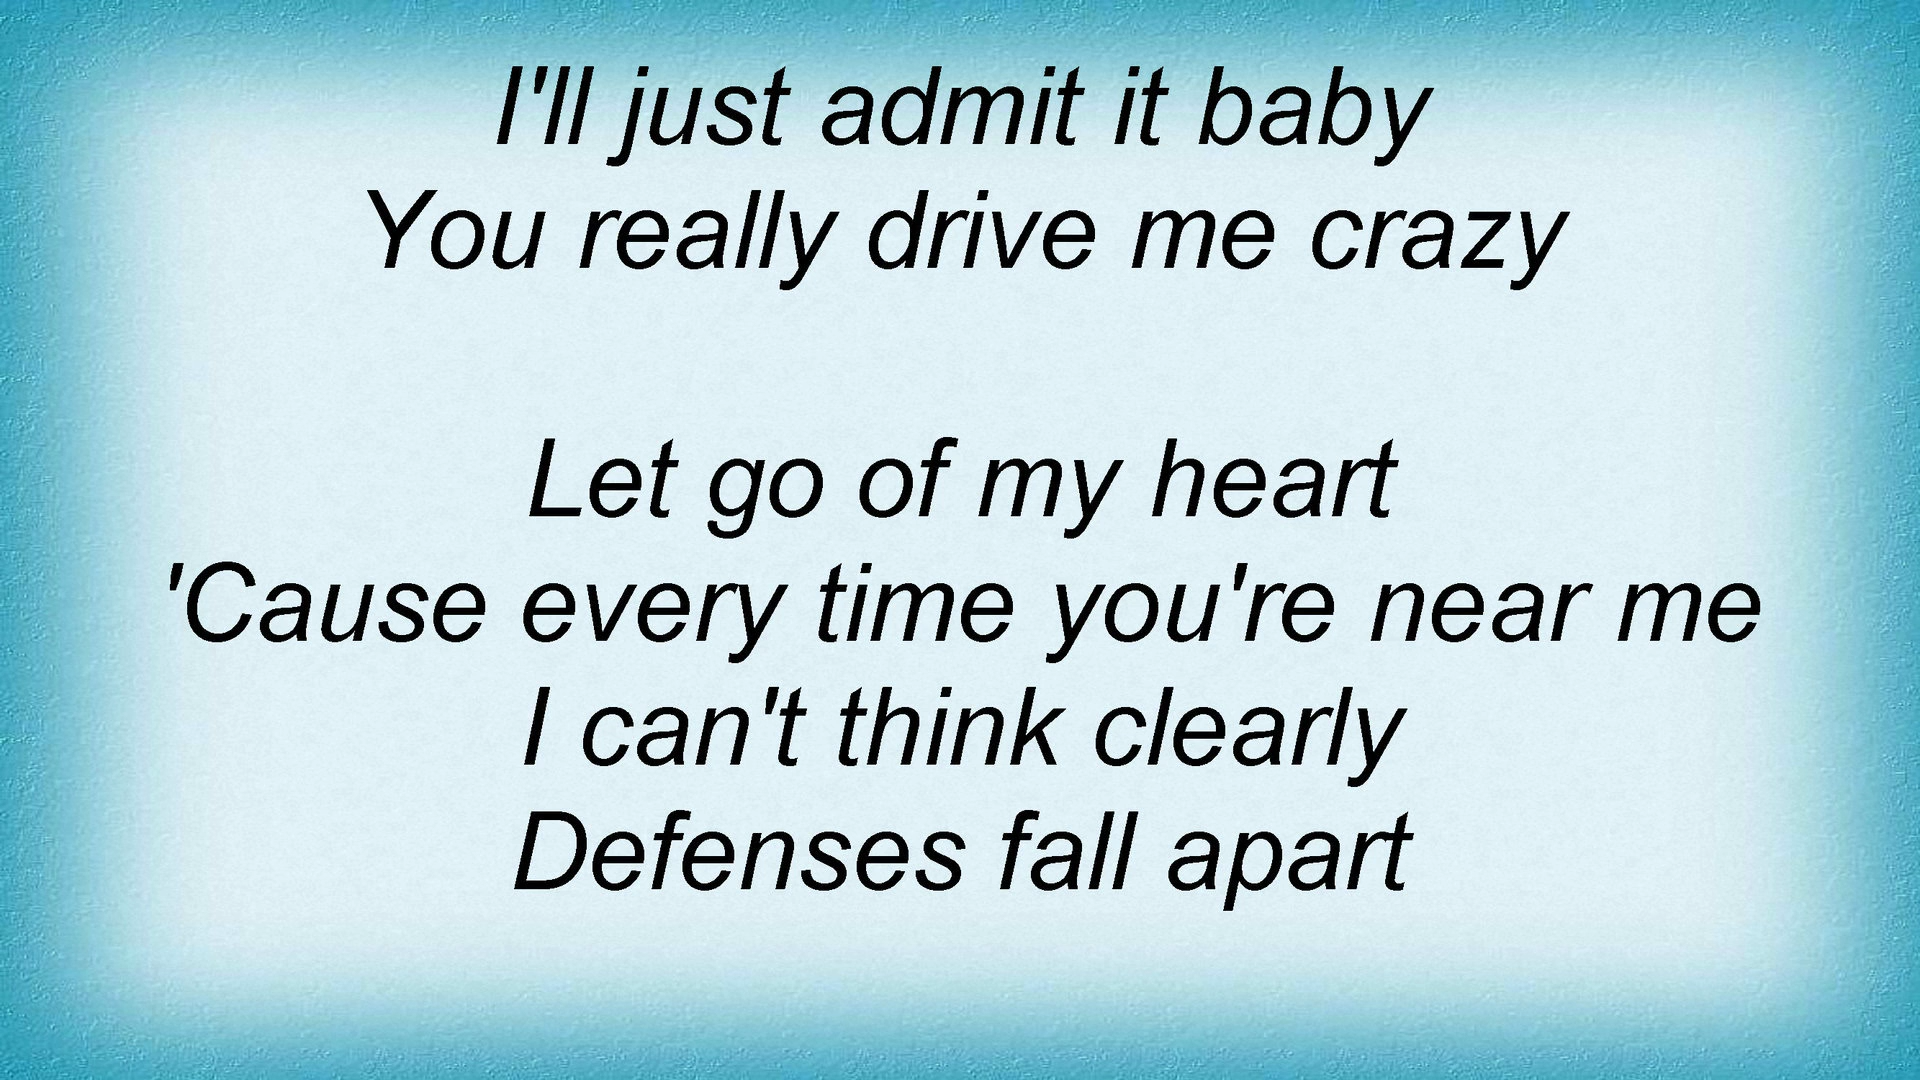 I'll just admit it baby
You really drive me crazy
Let go of my heart
'Cause every time you're near me
I can't think clearly
Defenses fall apart